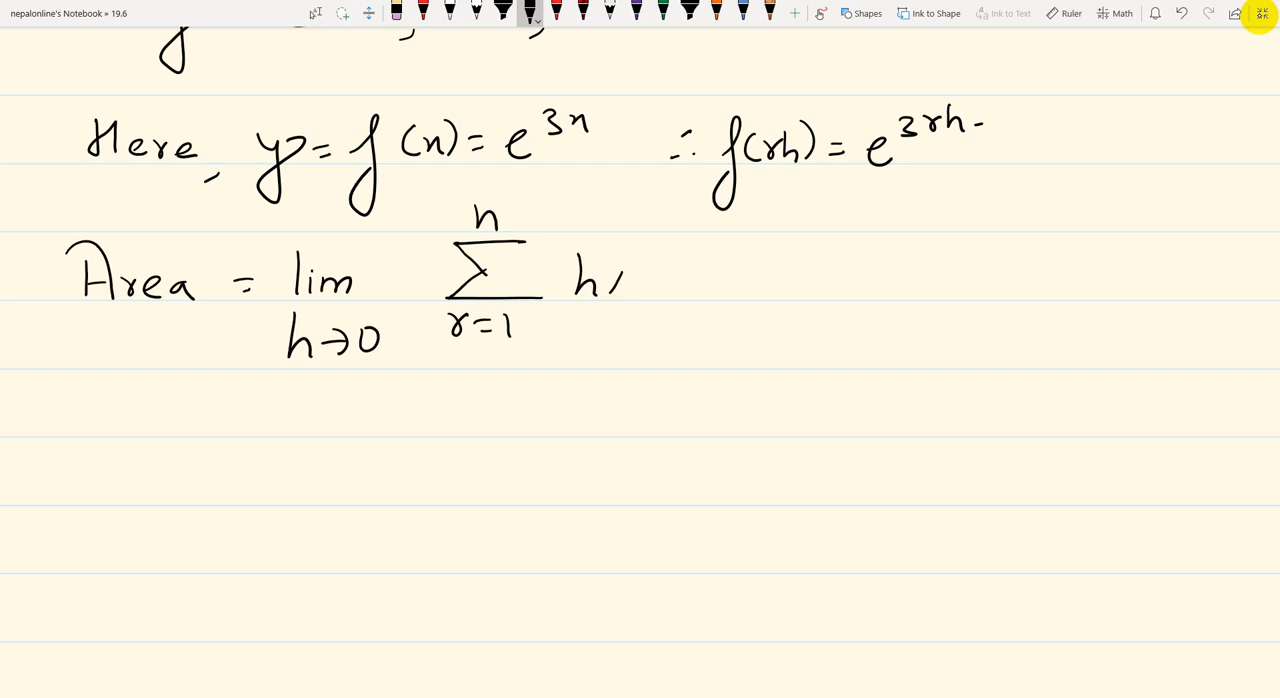 nepalonline's Notebook » 19.6
Shapes Ink to Shape Ink to Text Ruler Math
y
Here, y = f(x) = e^{3x} ∴ f(rh) = e^{3rh}.
Area = lim_{h→0} \sum_{r=1}^{n} h